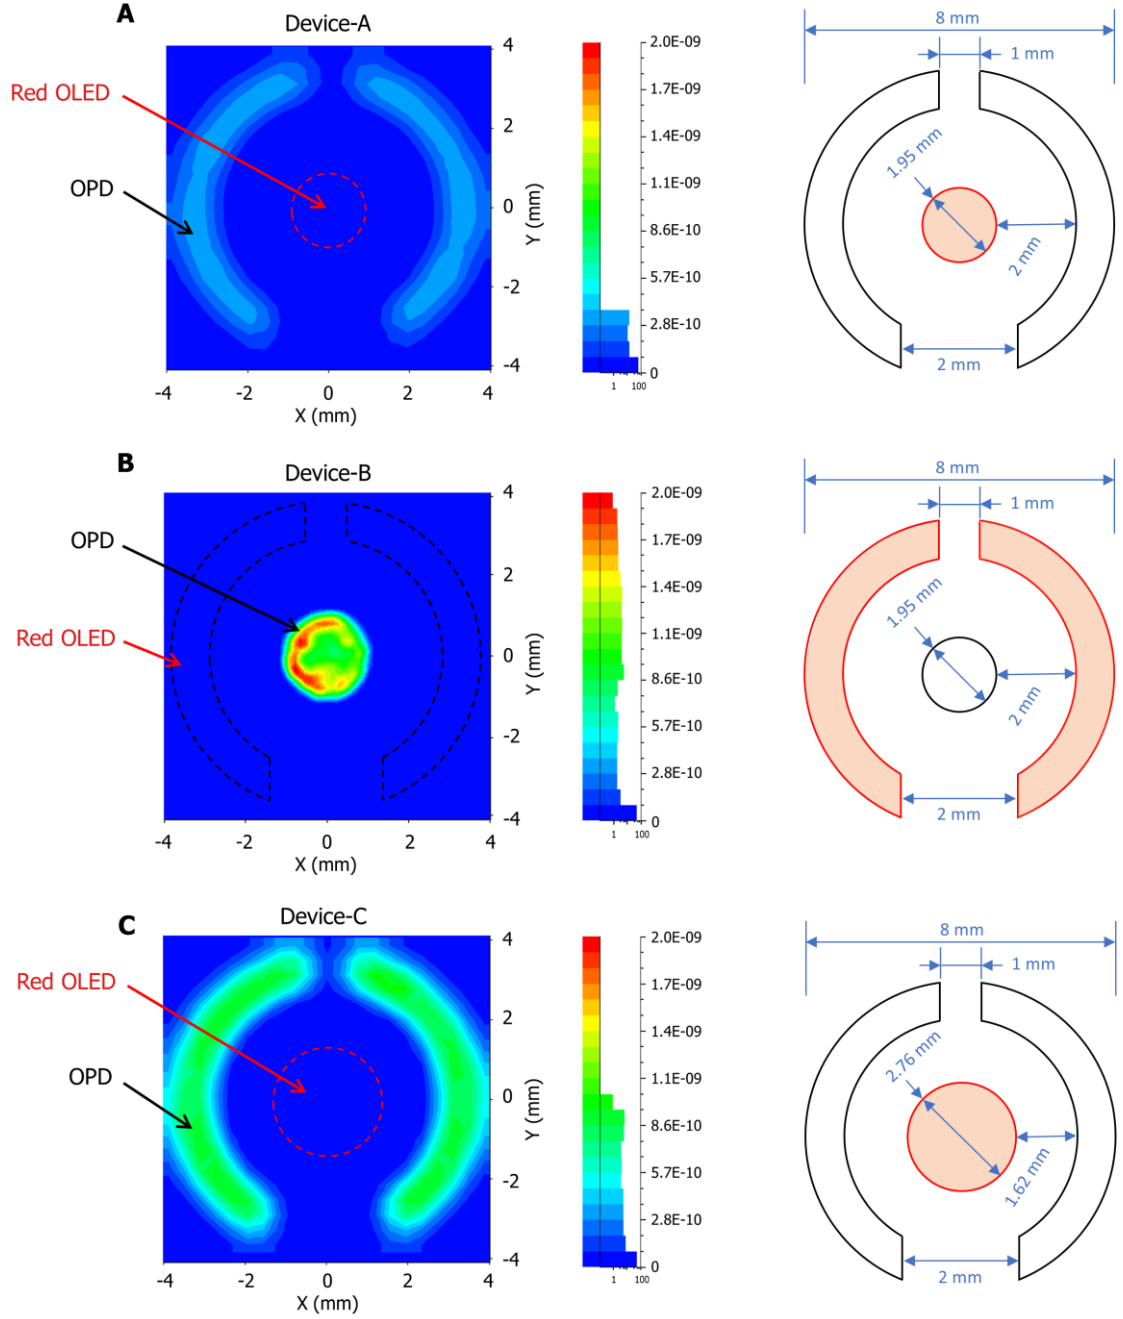 A
Device-A
Red OLED
OPD
4
2
0
-2
-4
Y (mm)
-4
-2
0
2
4
X (mm)
2.0E-09
1.7E-09
1.4E-09
1.1E-09
8.6E-10
5.7E-10
2.8E-10
0
1 100
8 mm
1 mm
1.95 mm
2 mm
2 mm
B
Device-B
OPD
Red OLED
4
2
0
-2
-4
Y (mm)
-4
-2
0
2
4
X (mm)
2.0E-09
1.7E-09
1.4E-09
1.1E-09
8.6E-10
5.7E-10
2.8E-10
0
1 100
8 mm
1 mm
1.95 mm
2 mm
2 mm
C
Device-C
Red OLED
OPD
4
2
0
-2
-4
Y (mm)
-4
-2
0
2
4
X (mm)
2.0E-09
1.7E-09
1.4E-09
1.1E-09
8.6E-10
5.7E-10
2.8E-10
0
1 100
8 mm
1 mm
2.76 mm
1.62 mm
2 mm